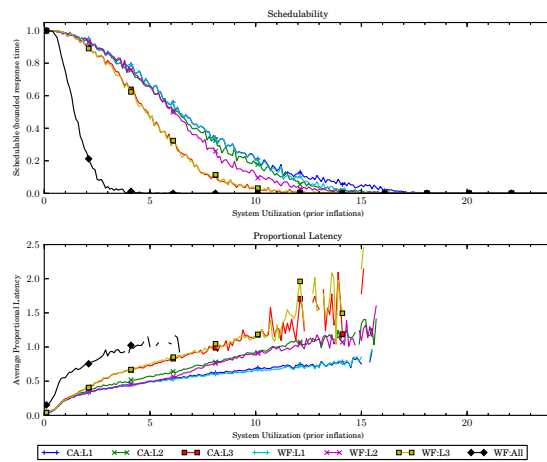 Schedulability
Schedulable (bounded response time)
1.0
0.8
0.6
0.4
0.2
0.0
0 5 10 15 20
System Utilization (prior inflations)
Proportional Latency
Average Proportional Latency
2.5
2.0
1.5
1.0
0.5
0.0
0 5 10 15 20
System Utilization (prior inflations)
CA:L1 CA:L2 CA:L3 WF:L1 WF:L2 WF:L3 WF:All